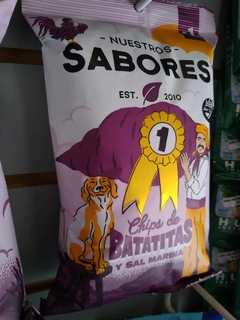 - NUESTROS -
SABORES
EST. 2010
1
Chips de
BATATITAS
Y SAL MARINA